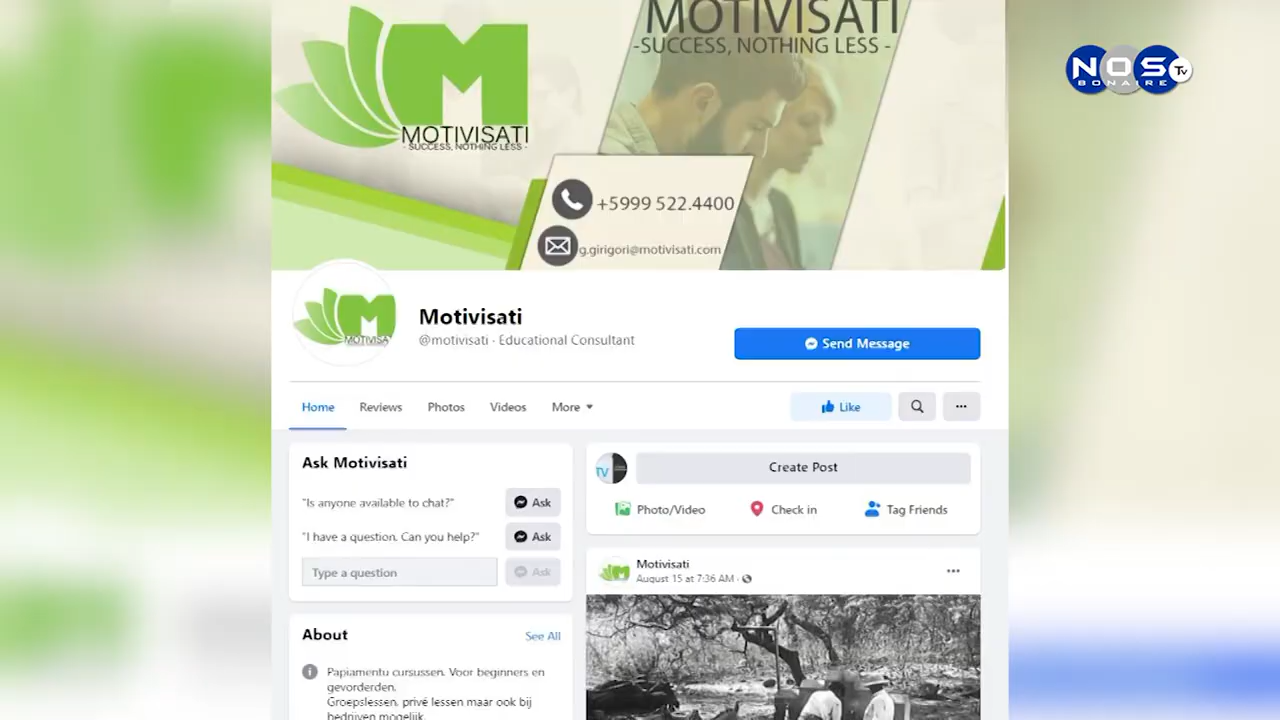 MOTIVISATI
-SUCCESS, NOTHING LESS -
NOS TV
BONAIRE
M
MOTIVISATI
- SUCCESS, NOTHING LESS -
+5999 522.4400
g.girigori@motivisati.com
M
MOTIVISA
Motivisati
@motivisati · Educational Consultant
Send Message
Home Reviews Photos Videos More
Like
...
Ask Motivisati
"Is anyone available to chat?" Ask
"I have a question. Can you help?" Ask
Type a question Ask
About See All
Papiamentu cursussen. Voor beginners en
gevorderden.
Groepslessen, privé lessen maar ook bij
bedrijven mogelijk.
TV
Create Post
Photo/Video Check in Tag Friends
M
Motivisati
August 15 at 7:36 AM ·
...